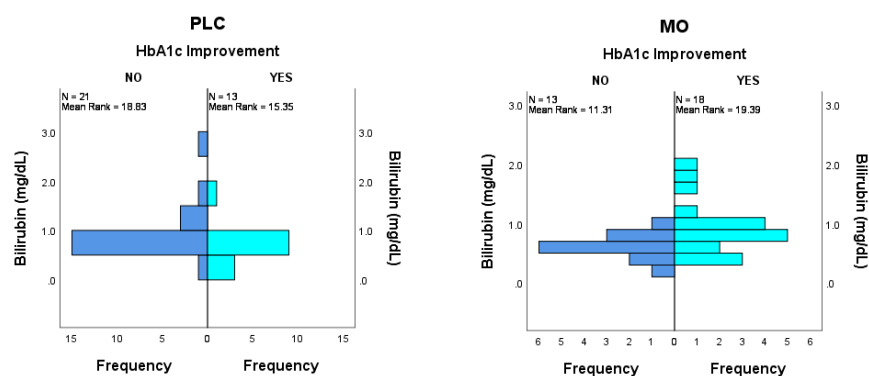 PLC
HbA1c Improvement
NO YES
N = 21
Mean Rank = 18.83
N = 13
Mean Rank = 15.35
Bilirubin (mg/dL)
3.0
2.0
1.0
.0
3.0
2.0
1.0
.0
Bilirubin (mg/dL)
15 10 5 0 5 10 15
Frequency Frequency
MO
HbA1c Improvement
NO YES
N = 13
Mean Rank = 11.31
N = 18
Mean Rank = 19.39
Bilirubin (mg/dL)
3.0
2.0
1.0
.0
3.0
2.0
1.0
.0
Bilirubin (mg/dL)
6 5 4 3 2 1 0 1 2 3 4 5 6
Frequency Frequency